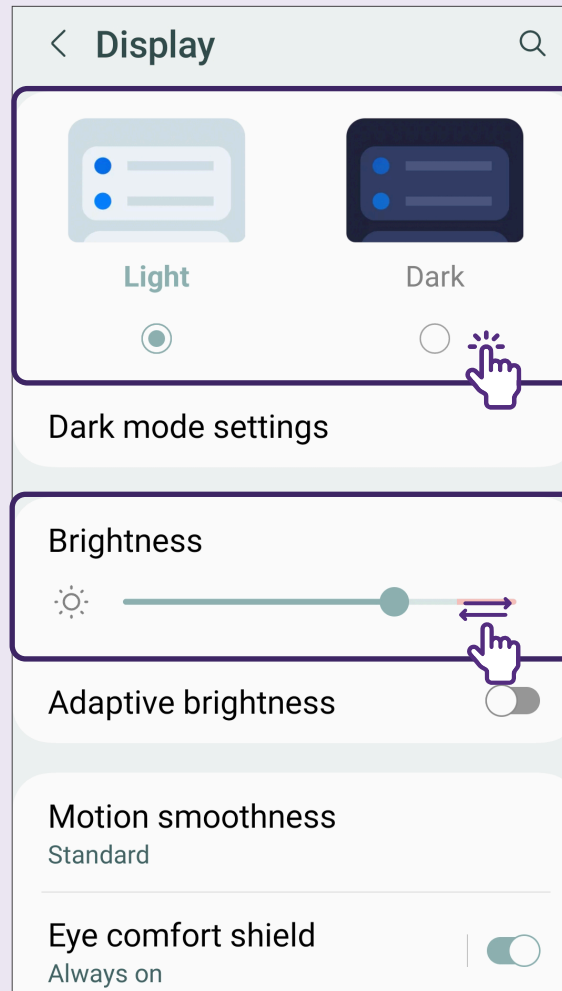 Display
Light
Dark
Dark mode settings
Brightness
Adaptive brightness
Motion smoothness
Standard
Eye comfort shield
Always on